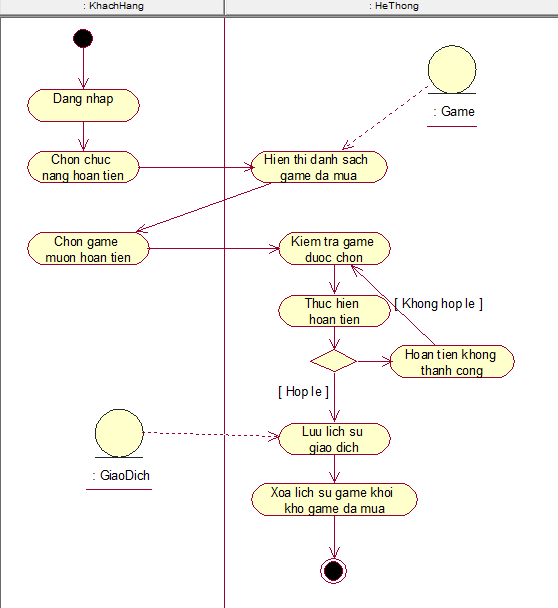 : KhachHang
: HeThong
Dang nhap
: Game
Chon chuc
nang hoan tien
Hien thi danh sach
game da mua
Chon game
muon hoan tien
Kiem tra game
duoc chon
Thuc hien
hoan tien
[ Khong hop le ]
Hoan tien khong
thanh cong
[ Hop le ]
Luu lich su
giao dich
: GiaoDich
Xoa lich su game khoi
kho game da mua